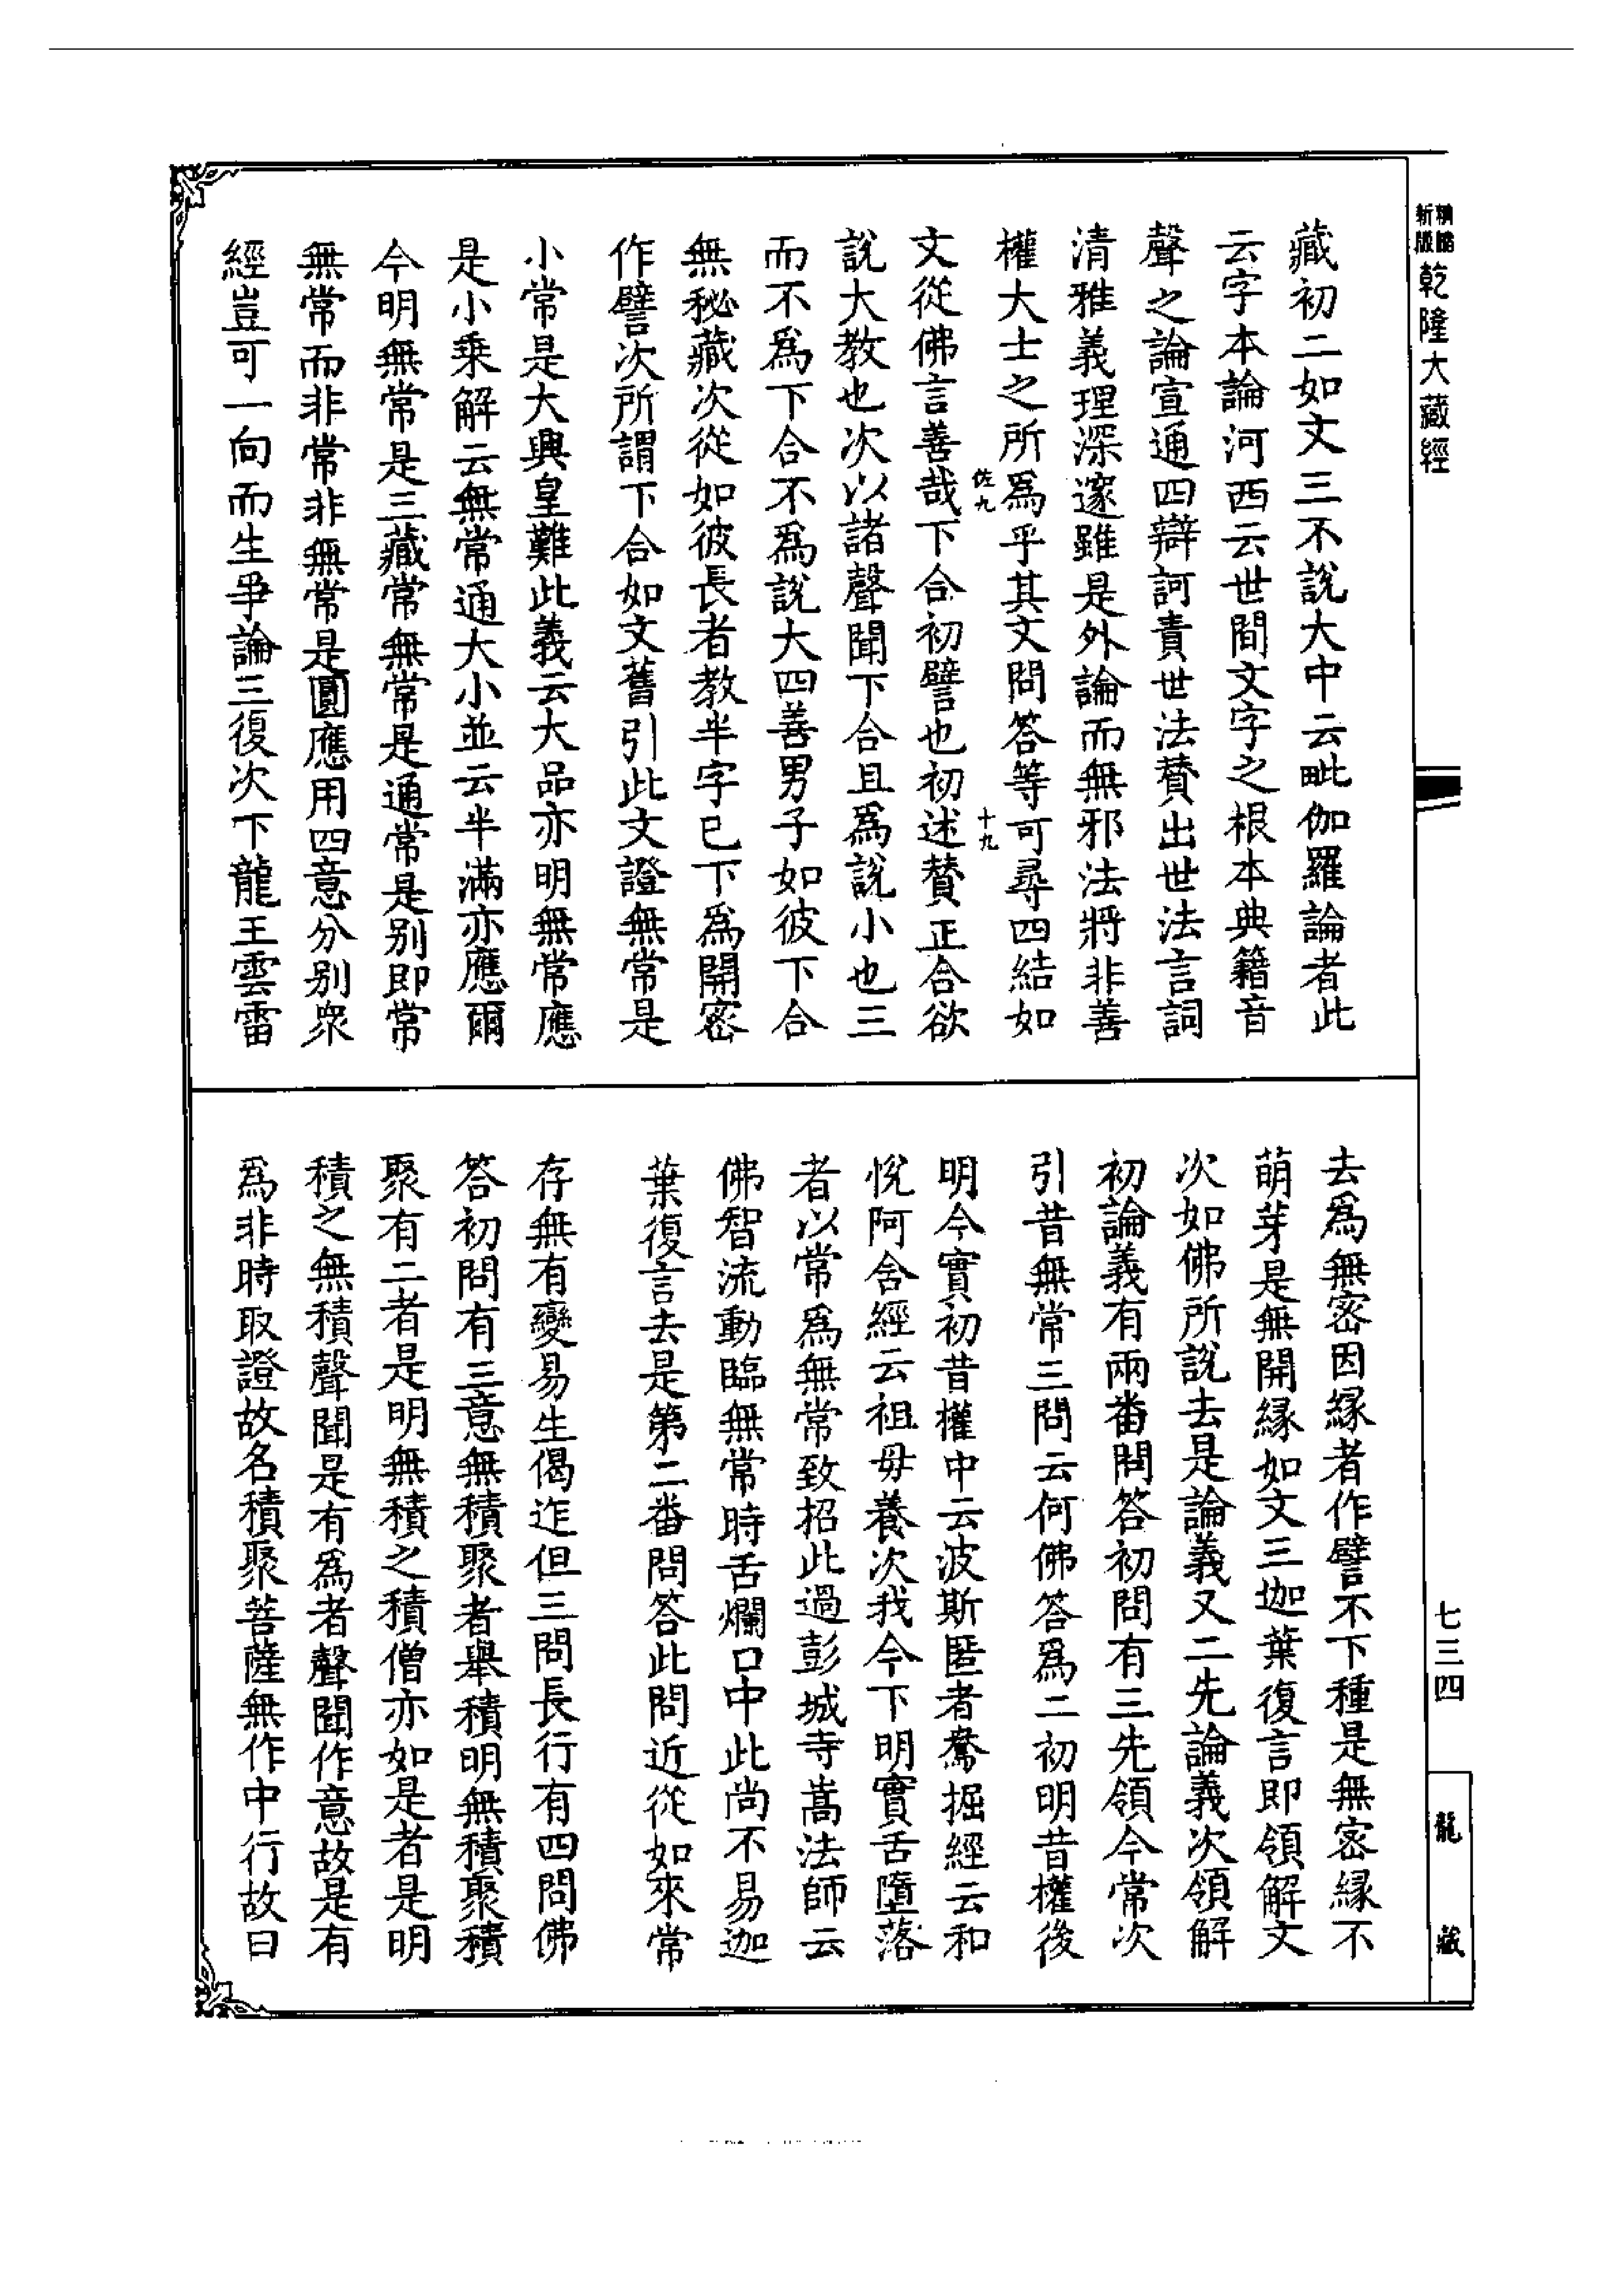 新版精縮
乾隆大藏經
藏初二如文三不說大中云毗伽羅論者此
云字本論河西云世間文字之根本典籍音
聲之論宣通四辯訶責世法贊出世法言詞
清雅義理深邃雖是外論而無邪法將非善
權大士之所爲乎其文問答等可尋四結如
佐九
十九
文從佛言善哉下合初譬也初述贊正合欲
說大教也次以諸聲聞下合且爲說小也三
而不爲下合不爲說大四善男子如彼下合
無秘藏次從如彼長者教半字已下爲開密
作譬次所謂下合如文舊引此文證無常是
小常是大興皇難此義云大品亦明無常應
是小乘解云無常通大小並云半滿亦應爾
今明無常是三藏常無常是通常是別即常
無常而非常非無常是圓應用四意分別衆
經豈可一向而生爭論三復次下龍王雲雷
去爲無密因緣者作譬不下種是無密緣不
萌芽是無開緣如文三迦葉復言即領解文
次如佛所說去是論義又二先論義次領解
初論義有兩番問答初問有三先領今常次
引昔無常三問云何佛答爲二初明昔權後
明今實初昔權中云波斯匿者鴦掘經云和
悅阿含經云祖母養次我今下明實舌墮落
者以常爲無常致招此過彭城寺嵩法師云
佛智流動臨無常時舌爛口中此尚不易迦
葉復言去是第二番問答此問近從如來常
存無有變易生偈迮但三問長行有四問佛
答初問有三意無積聚者舉積明無積聚積
聚有二者是明無積之積僧亦如是者是明
積之無積聲聞是有爲者聲聞作意故是有
爲非時取證故名積聚菩薩無作中行故曰
七三四
龍藏